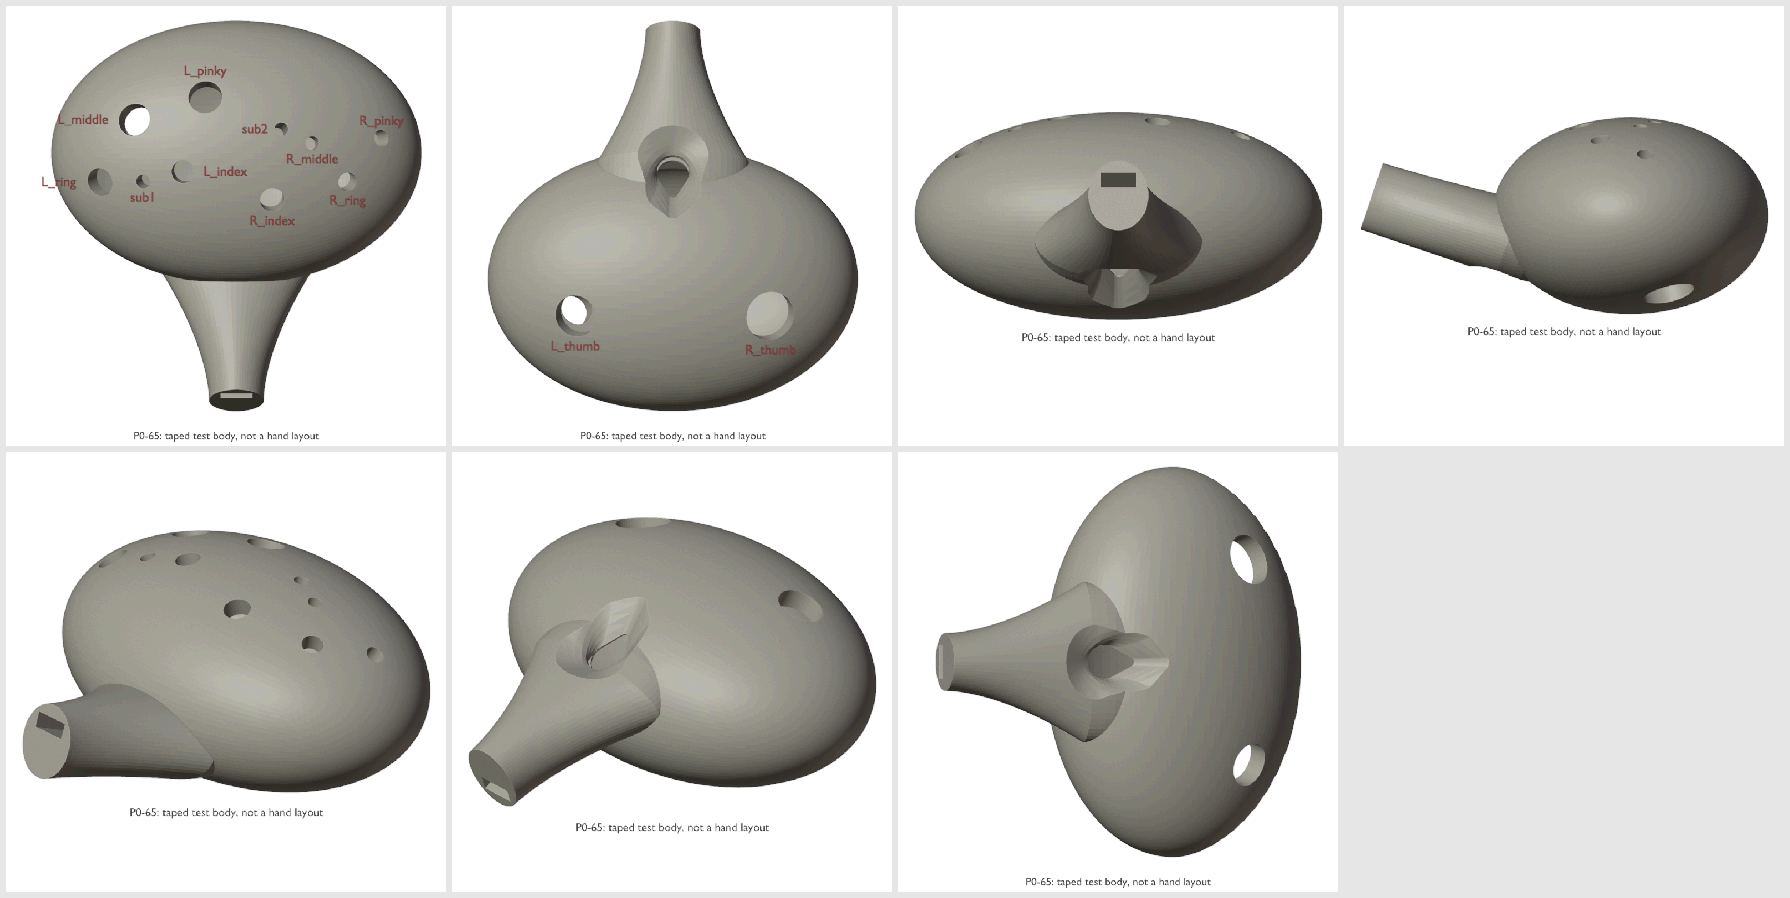 L_pinky
L_middle
sub2
R_pinky
R_middle
L_ring
L_index
sub1
R_ring
R_index
P0-65: taped test body, not a hand layout
L_thumb
R_thumb
P0-65: taped test body, not a hand layout
P0-65: taped test body, not a hand layout
P0-65: taped test body, not a hand layout
P0-65: taped test body, not a hand layout
P0-65: taped test body, not a hand layout
P0-65: taped test body, not a hand layout